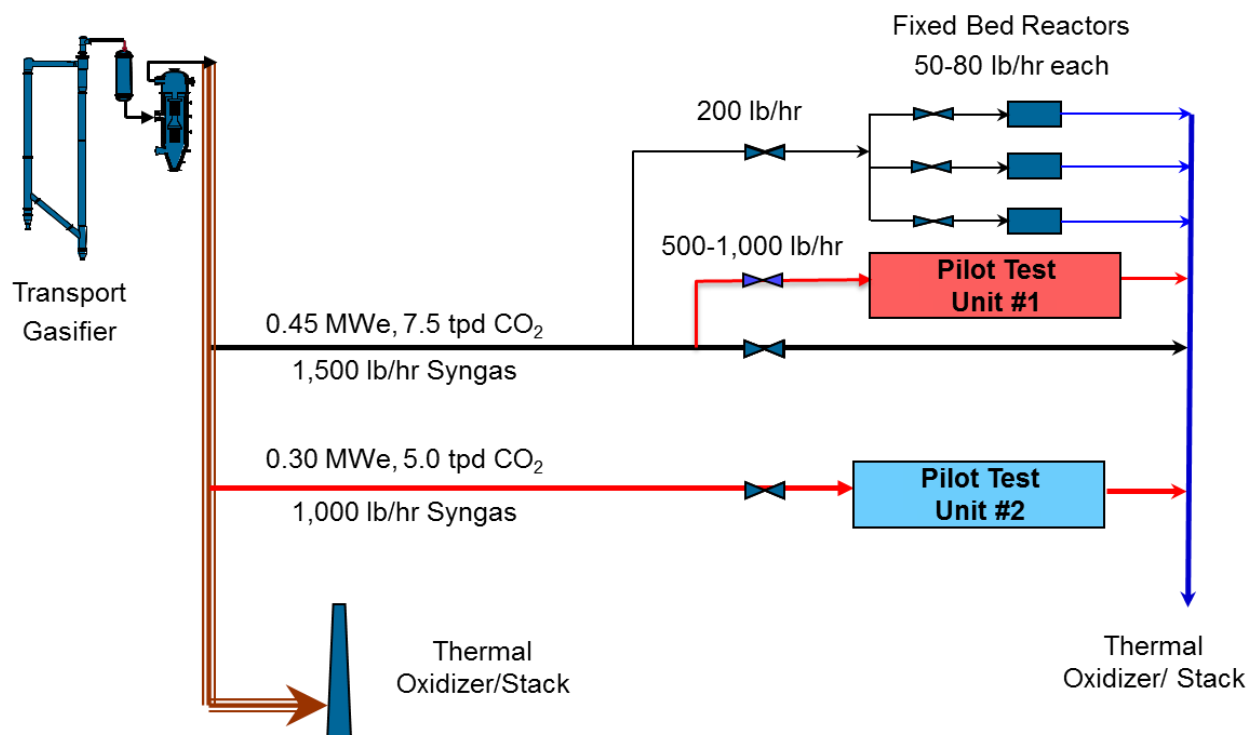 Fixed Bed Reactors
50-80 lb/hr each
200 lb/hr
500-1,000 lb/hr
Pilot Test
Unit #1
Transport
Gasifier
0.45 MWe, 7.5 tpd CO₂
1,500 lb/hr Syngas
0.30 MWe, 5.0 tpd CO₂
1,000 lb/hr Syngas
Pilot Test
Unit #2
Thermal
Oxidizer/Stack
Thermal
Oxidizer/ Stack